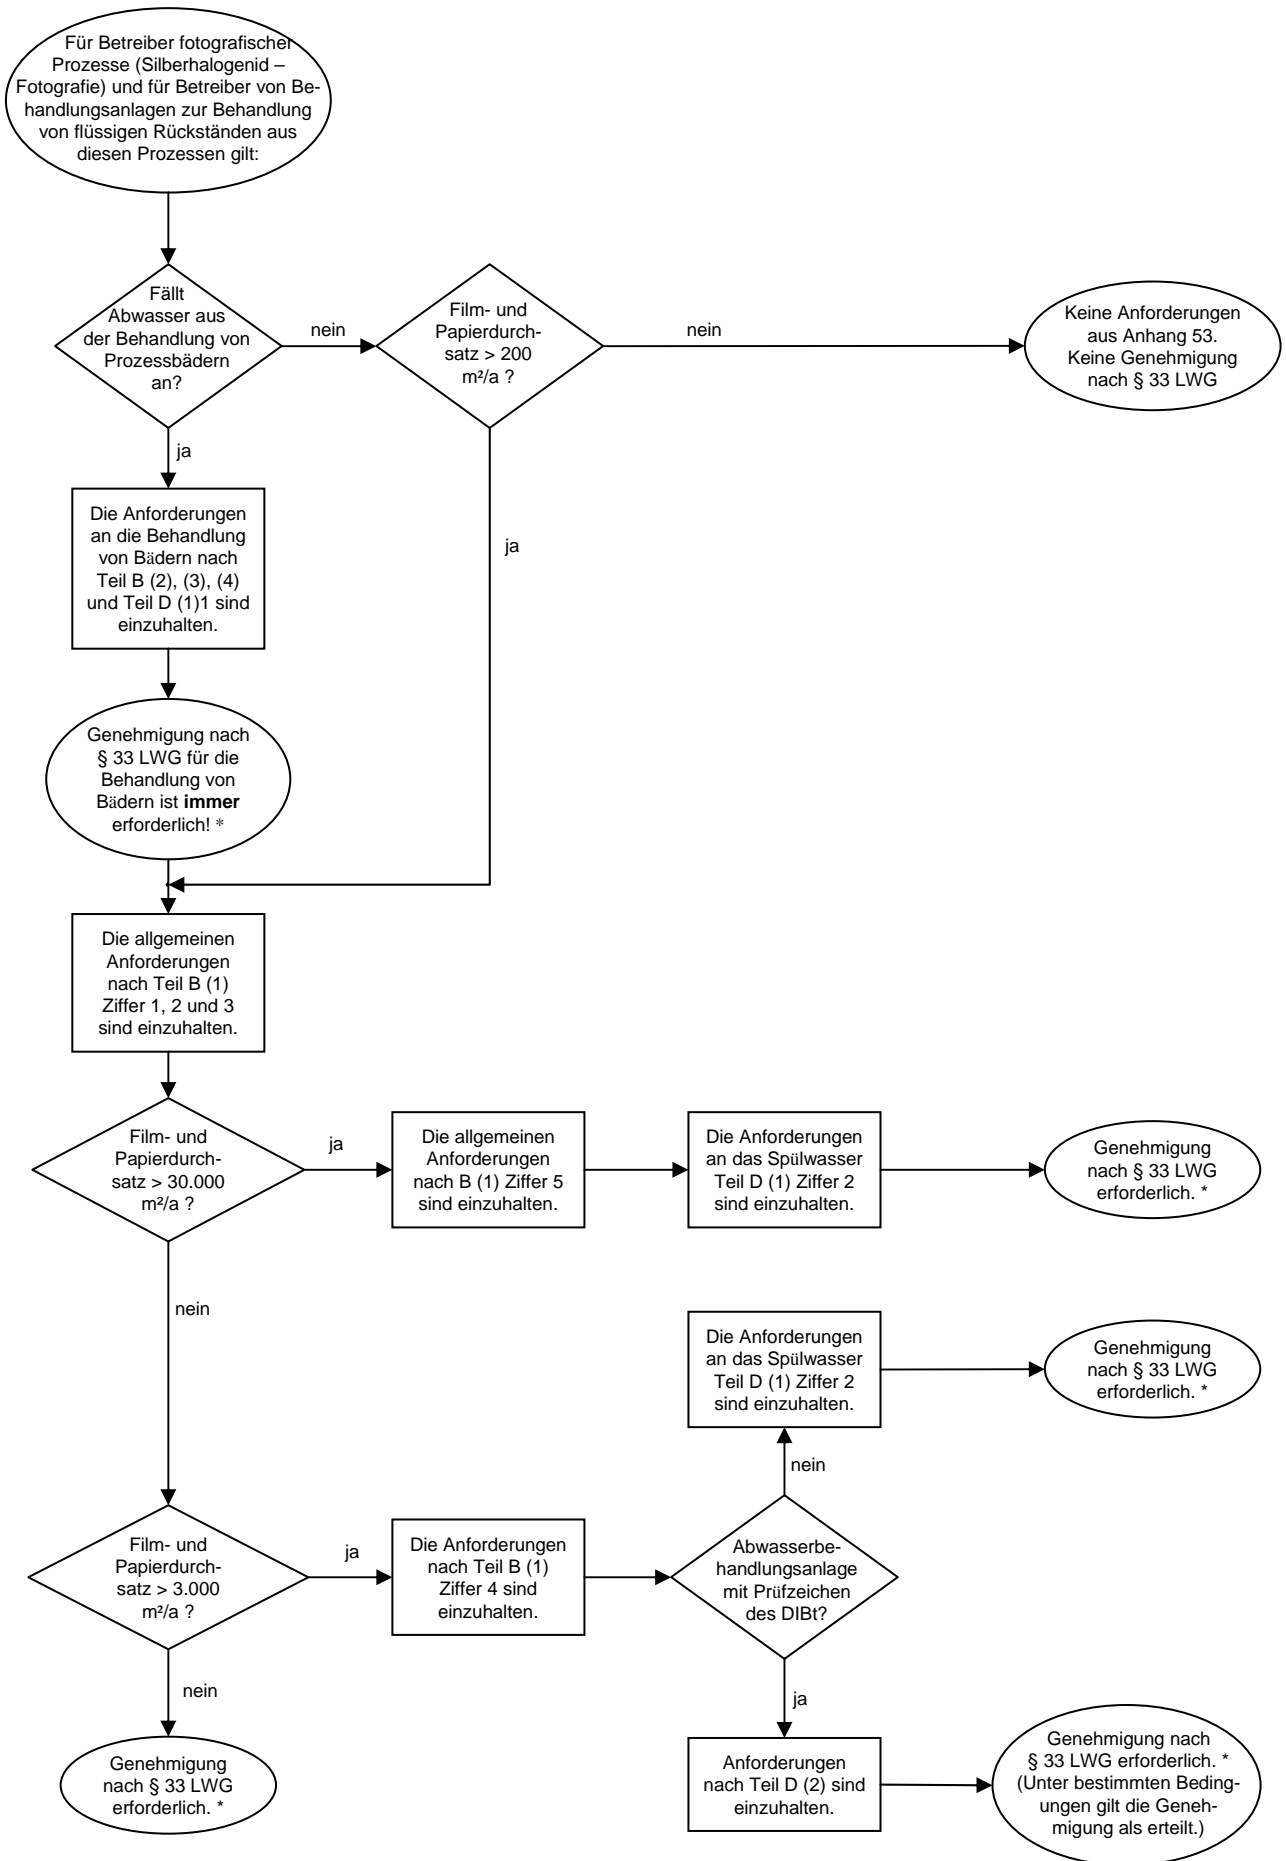 Für Betreiber fotografischer
Prozesse (Silberhalogenid –
Fotografie) und für Betreiber von Be-
handlungsanlagen zur Behandlung
von flüssigen Rückständen aus
diesen Prozessen gilt:
Fällt
Abwasser aus
der Behandlung von
Prozessbädern
an?
nein
Film- und
Papierdurch-
satz > 200
m²/a ?
nein
Keine Anforderungen
aus Anhang 53.
Keine Genehmigung
nach § 33 LWG
ja
Die Anforderungen
an die Behandlung
von Bädern nach
Teil B (2), (3), (4)
und Teil D (1)1 sind
einzuhalten.
ja
Genehmigung nach
§ 33 LWG für die
Behandlung von
Bädern ist immer
erforderlich! *
Die allgemeinen
Anforderungen
nach Teil B (1)
Ziffer 1, 2 und 3
sind einzuhalten.
Film- und
Papierdurch-
satz > 30.000
m²/a ?
ja
Die allgemeinen
Anforderungen
nach B (1) Ziffer 5
sind einzuhalten.
Die Anforderungen
an das Spülwasser
Teil D (1) Ziffer 2
sind einzuhalten.
Genehmigung
nach § 33 LWG
erforderlich. *
nein
Die Anforderungen
an das Spülwasser
Teil D (1) Ziffer 2
sind einzuhalten.
Genehmigung
nach § 33 LWG
erforderlich. *
nein
Film- und
Papierdurch-
satz > 3.000
m²/a ?
ja
Die Anforderungen
nach Teil B (1)
Ziffer 4 sind
einzuhalten.
Abwasserbe-
handlungsanlage
mit Prüfzeichen
des DIBt?
nein
ja
Genehmigung
nach § 33 LWG
erforderlich. *
Anforderungen
nach Teil D (2) sind
einzuhalten.
Genehmigung nach
§ 33 LWG erforderlich. *
(Unter bestimmten Beding-
ungen gilt die Geneh-
migung als erteilt.)